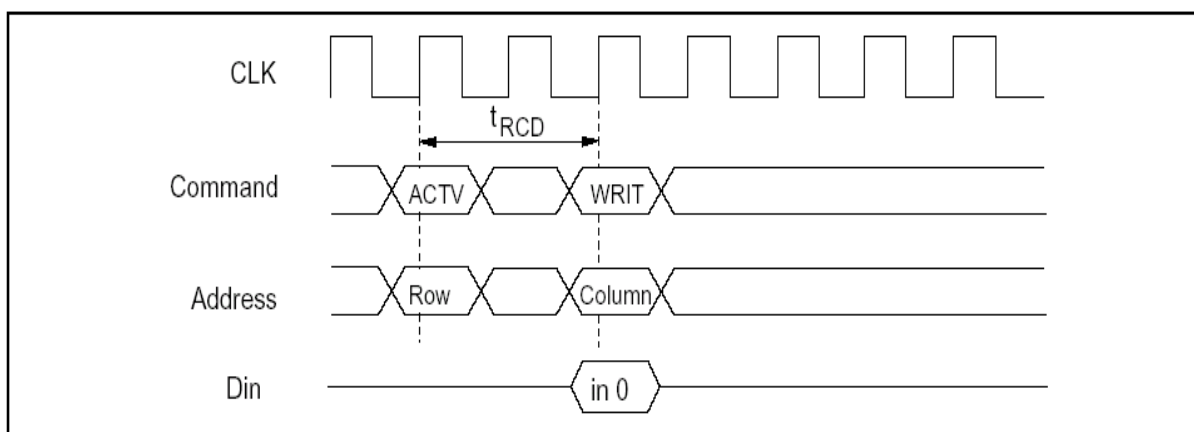 CLK
tRCD
Command
ACTV
WRIT
Address
Row
Column
Din
in 0